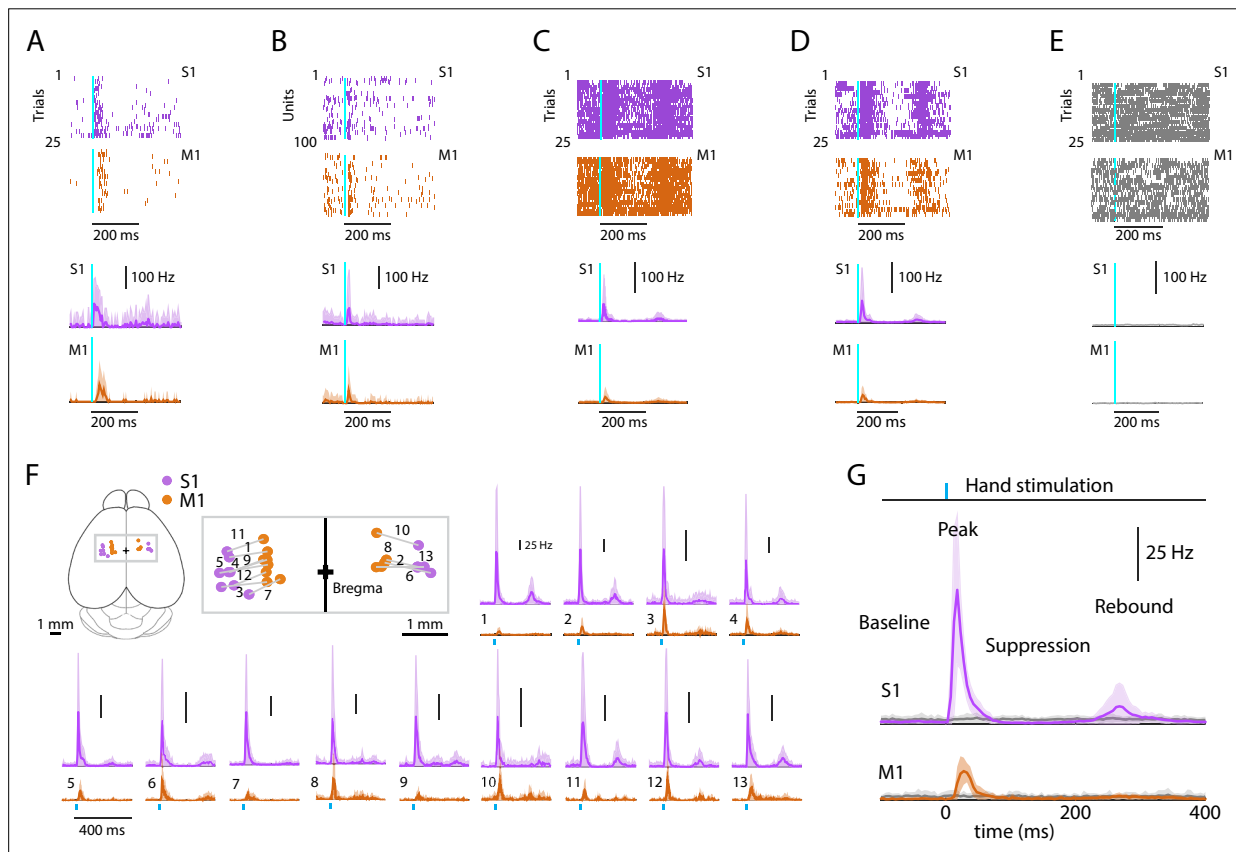 A
1
S1
Trials
25
M1
200 ms
S1
100 Hz
M1
200 ms
B
1
S1
Units
100
M1
200 ms
S1
100 Hz
M1
200 ms
C
1
S1
Trials
25
M1
200 ms
S1
100 Hz
M1
200 ms
D
1
S1
Trials
25
M1
200 ms
S1
100 Hz
M1
200 ms
E
1
S1
Trials
25
M1
200 ms
S1
100 Hz
M1
200 ms
F
S1
M1
11
1
5 4 9
12
3
7
10
8
2
13
6
Bregma
1 mm
1 mm
25 Hz
1
2
3
4
5
6
7
8
9
10
11
12
13
400 ms
G
Hand stimulation
Peak
25 Hz
Rebound
Baseline
Suppression
S1
M1
0
200
400
time (ms)